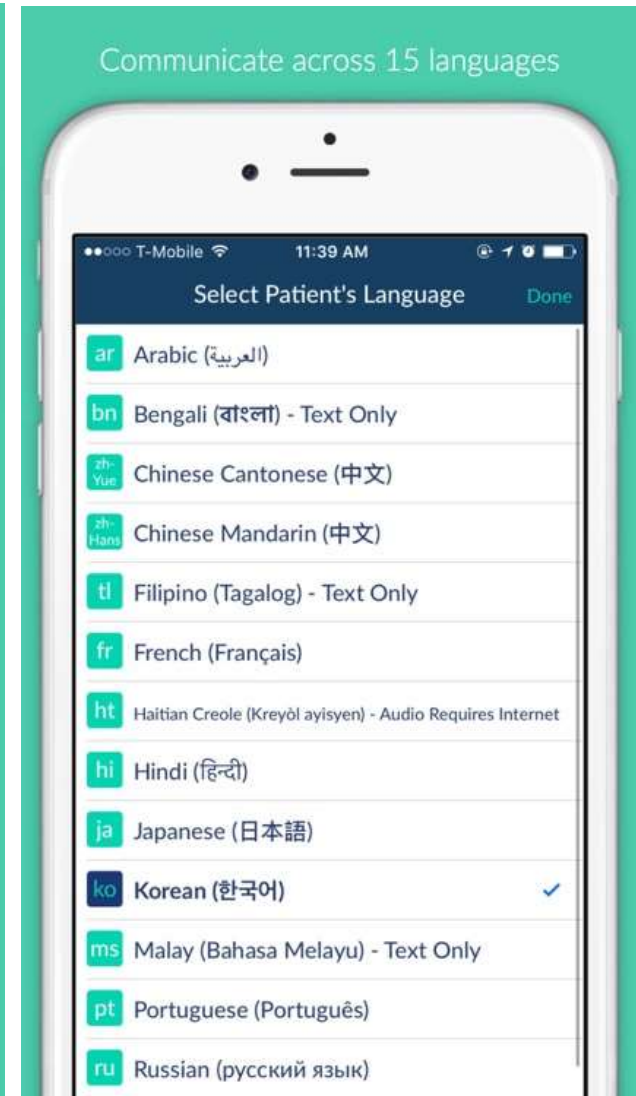 Communicate across 15 languages
T-Mobile 11:39 AM
Select Patient's Language Done
ar Arabic (العربية)
bn Bengali (বাংলা) - Text Only
zh-Yue Chinese Cantonese (中文)
zh-Hans Chinese Mandarin (中文)
tl Filipino (Tagalog) - Text Only
fr French (Français)
ht Haitian Creole (Kreyòl ayisyen) - Audio Requires Internet
hi Hindi (हिन्दी)
ja Japanese (日本語)
ko Korean (한국어)
ms Malay (Bahasa Melayu) - Text Only
pt Portuguese (Português)
ru Russian (русский язык)